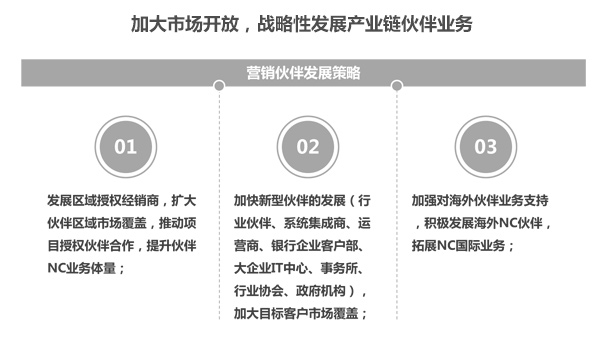 加大市场开放，战略性发展产业链伙伴业务
营销伙伴发展策略
01
发展区域授权经销商，扩大
伙伴区域市场覆盖，推动项
目授权伙伴合作，提升伙伴
NC业务体量；
02
加快新型伙伴的发展（行
业伙伴、系统集成商、运
营商、银行企业客户部、
大企业IT中心、事务所、
行业协会、政府机构），
加大目标客户市场覆盖；
03
加强对海外伙伴业务支持
，积极发展海外NC伙伴，
拓展NC国际业务；